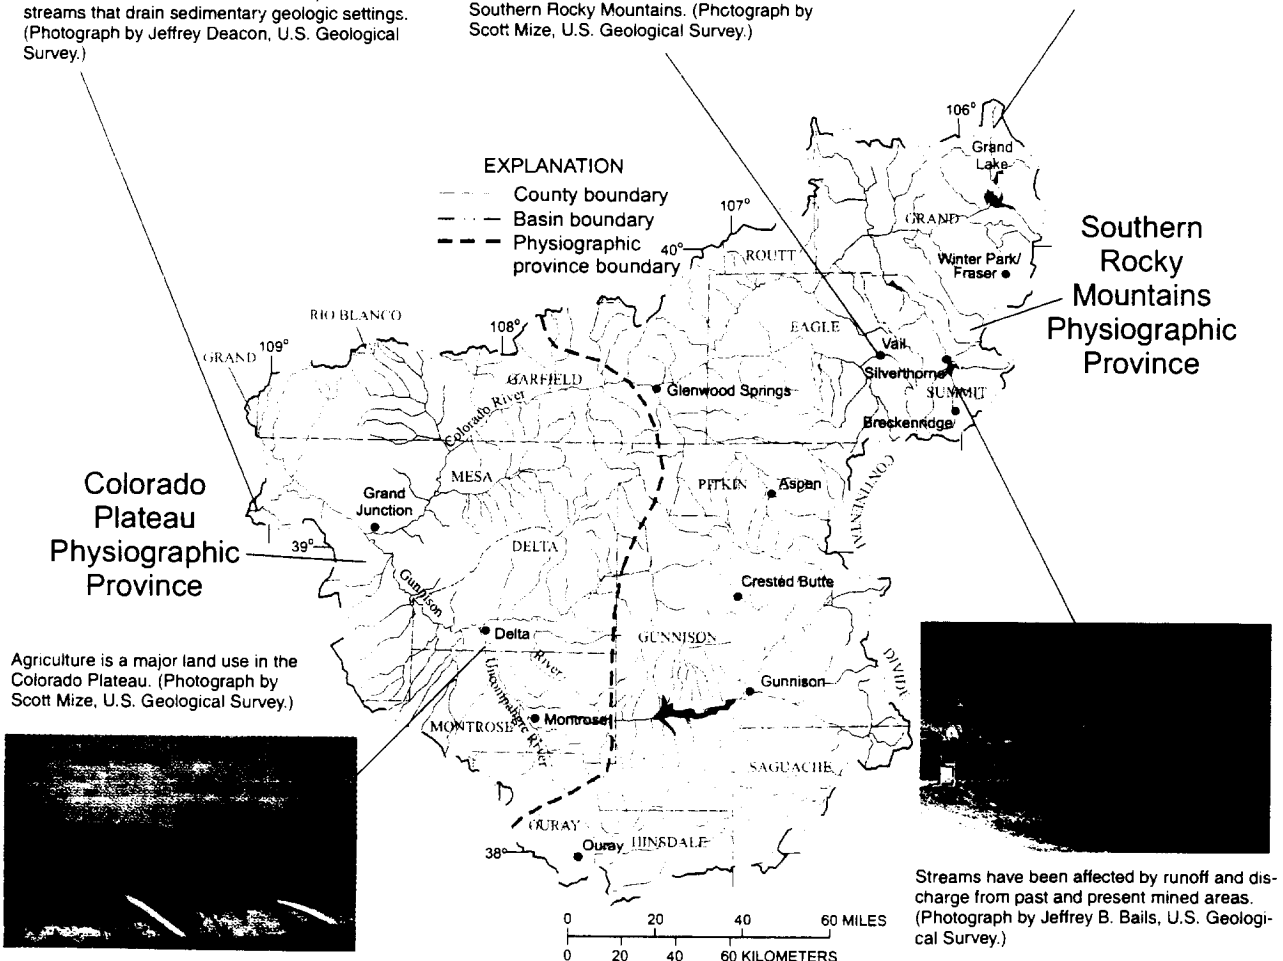 streams that drain sedimentary geologic settings.
(Photograph by Jeffrey Deacon, U.S. Geological
Survey.)
Southern Rocky Mountains. (Photograph by
Scott Mize, U.S. Geological Survey.)
EXPLANATION
County boundary
Basin boundary
Physiographic
province boundary
106°
Grand
Lake
107°
GRAND
40°
ROUTT
Winter Park/
Fraser
Southern
Rocky
Mountains
Physiographic
Province
RIO BLANCO
108°
EAGLE
GRAND
109°
Vail
Silverthorne
GARFIELD
Glenwood Springs
SUMMIT
Colorado River
Breckenridge
CONTINENTAL
MESA
PITKIN
Aspen
Colorado
Plateau
Physiographic
Province
Grand
Junction
39°
DELTA
Gunnison
Crested Butte
Delta
GUNNISON
River
DIVIDE
Agriculture is a major land use in the
Colorado Plateau. (Photograph by
Scott Mize, U.S. Geological Survey.)
Uncompahgre River
Gunnison
MONTROSE
Montrose
SAGUACHE
OURAY
38°
Ouray
HINSDALE
Streams have been affected by runoff and dis-
charge from past and present mined areas.
(Photograph by Jeffrey B. Bails, U.S. Geologi-
cal Survey.)
0 20 40 60 MILES
0 20 40 60 KILOMETERS